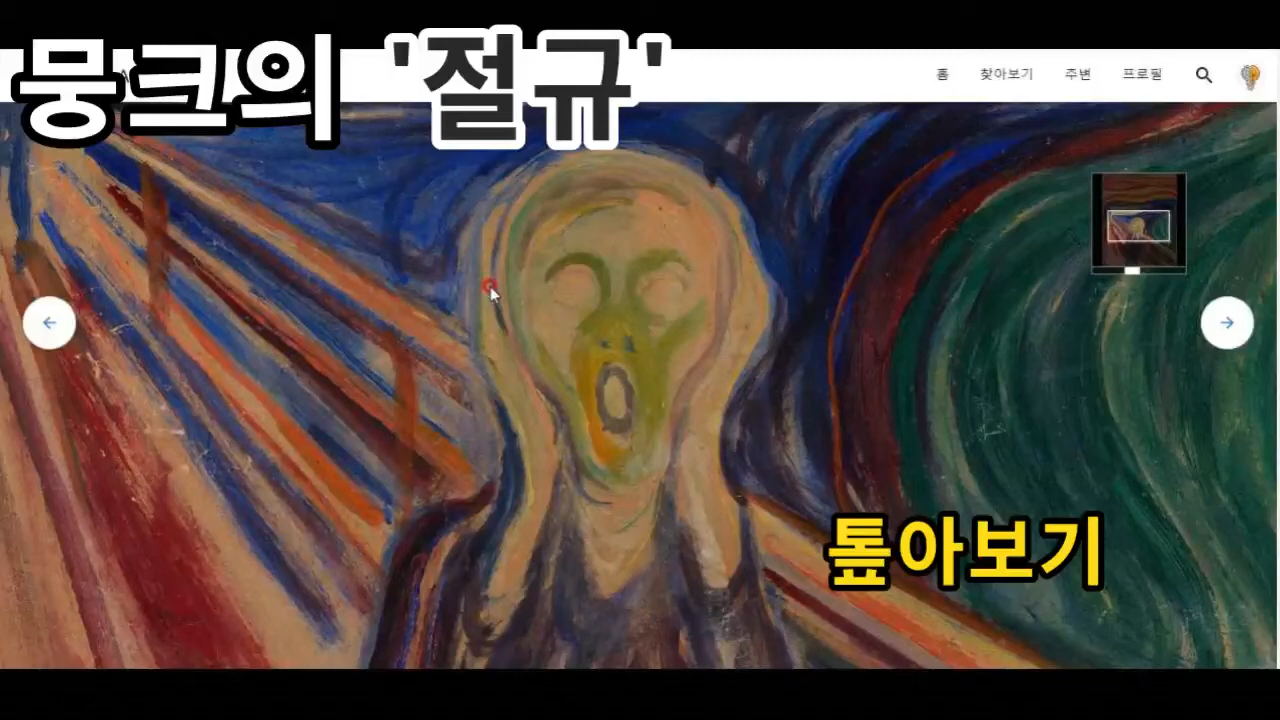 뭉크의 '절규'
홈 찾아보기 주변 프로필
톺아보기